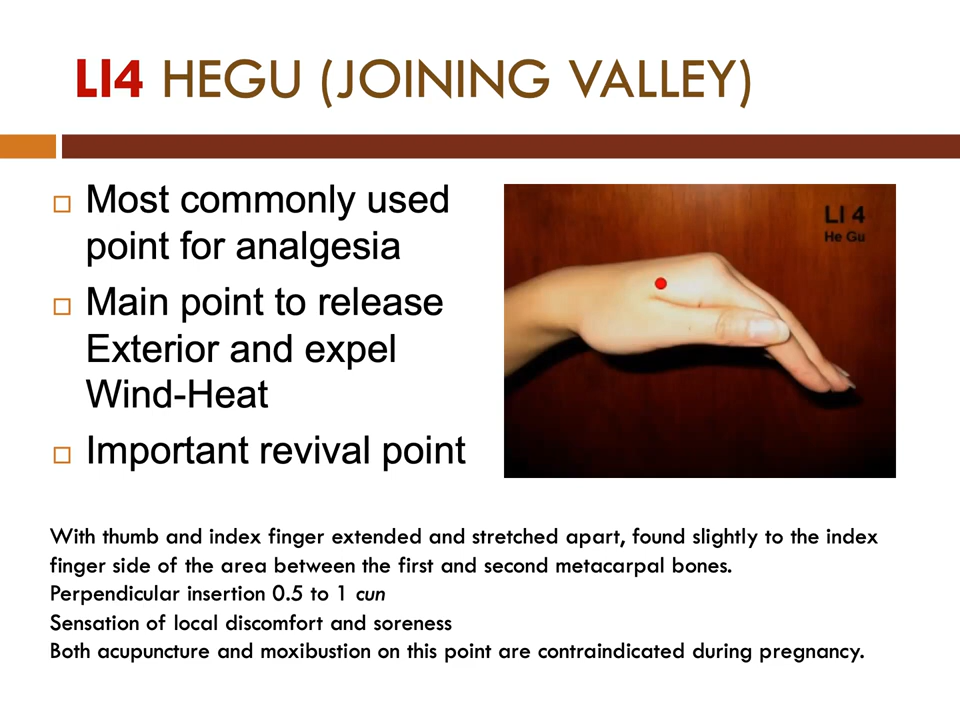 LI4 HEGU (JOINING VALLEY)
Most commonly used
point for analgesia
Main point to release
Exterior and expel
Wind-Heat
Important revival point
LI 4
He Gu
With thumb and index finger extended and stretched apart, found slightly to the index
finger side of the area between the first and second metacarpal bones.
Perpendicular insertion 0.5 to 1 cun
Sensation of local discomfort and soreness
Both acupuncture and moxibustion on this point are contraindicated during pregnancy.